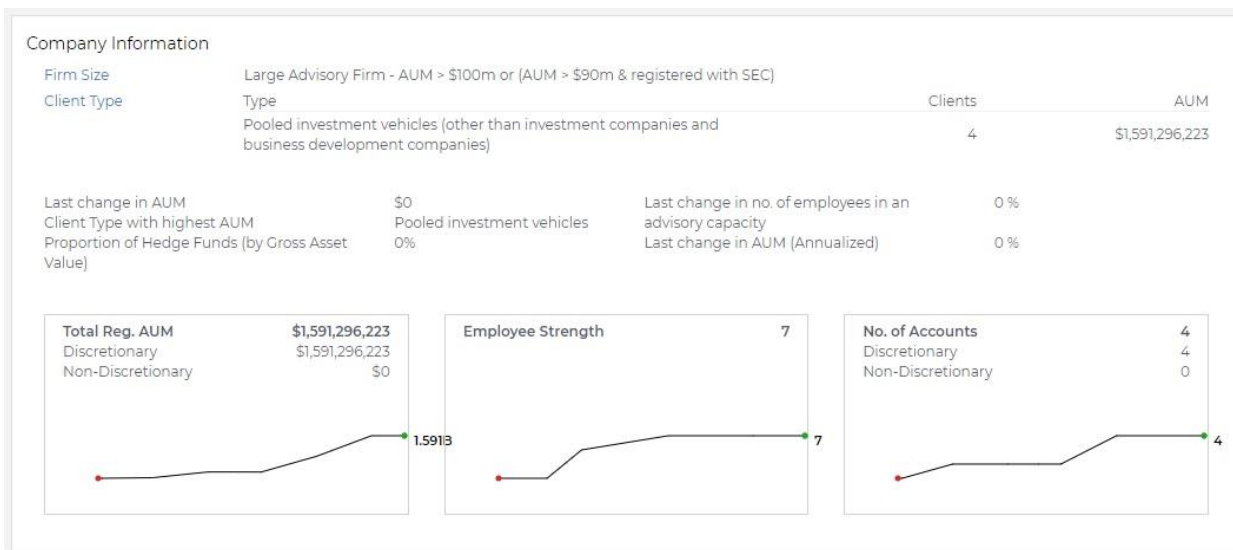 Company Information
Firm Size Large Advisory Firm - AUM > $100m or (AUM > $90m & registered with SEC)
Client Type Type Clients AUM
Pooled investment vehicles (other than investment companies and
business development companies) 4 $1,591,296,223
Last change in AUM $0 Last change in no. of employees in an 0 %
Client Type with highest AUM Pooled investment vehicles advisory capacity
Proportion of Hedge Funds (by Gross Asset 0% Last change in AUM (Annualized) 0 %
Value)
Total Reg. AUM $1,591,296,223 Employee Strength 7 No. of Accounts 4
Discretionary $1,591,296,223 Discretionary 4
Non-Discretionary $0 Non-Discretionary 0
1.591B 7 4